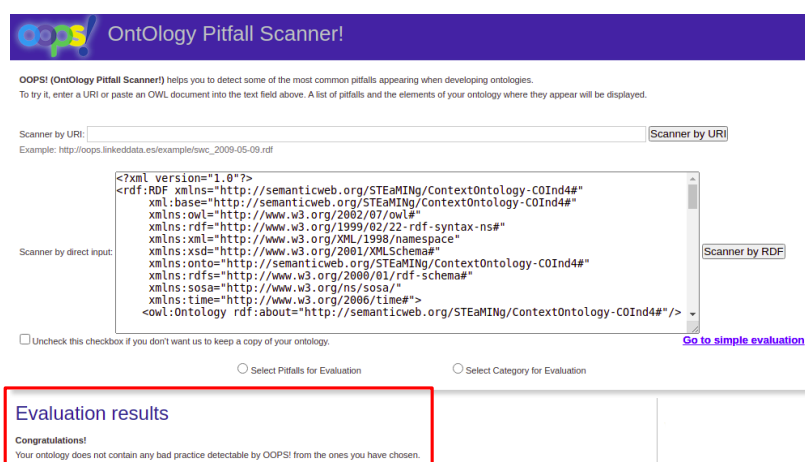 oops! OntOlogy Pitfall Scanner!
OOPS! (OntOlogy Pitfall Scanner!) helps you to detect some of the most common pitfalls appearing when developing ontologies.
To try it, enter a URI or paste an OWL document into the text field above. A list of pitfalls and the elements of your ontology where they appear will be displayed.
Scanner by URI: Scanner by URI
Example: http://oops.linkeddata.es/example/swc_2009-05-09.rdf
<?xml version="1.0"?>
<rdf:RDF xmlns="http://semanticweb.org/STEaMINg/ContextOntology-COInd4#"
xml:base="http://semanticweb.org/STEaMINg/ContextOntology-COInd4#"
xmlns:owl="http://www.w3.org/2002/07/owl#"
xmlns:rdf="http://www.w3.org/1999/02/22-rdf-syntax-ns#"
xmlns:xml="http://www.w3.org/XML/1998/namespace"
xmlns:xsd="http://www.w3.org/2001/XMLSchema#"
Scanner by direct input: xmlns:onto="http://semanticweb.org/STEaMINg/ContextOntology-COInd4#" Scanner by RDF
xmlns:rdfs="http://www.w3.org/2000/01/rdf-schema#"
xmlns:sosa="http://www.w3.org/ns/sosa/"
xmlns:time="http://www.w3.org/2006/time#">
<owl:Ontology rdf:about="http://semanticweb.org/STEaMINg/ContextOntology-COInd4#"/>
Uncheck this checkbox if you don't want us to keep a copy of your ontology. Go to simple evaluation
Select Pitfalls for Evaluation Select Category for Evaluation
Evaluation results
Congratulations!
Your ontology does not contain any bad practice detectable by OOPS! from the ones you have chosen.